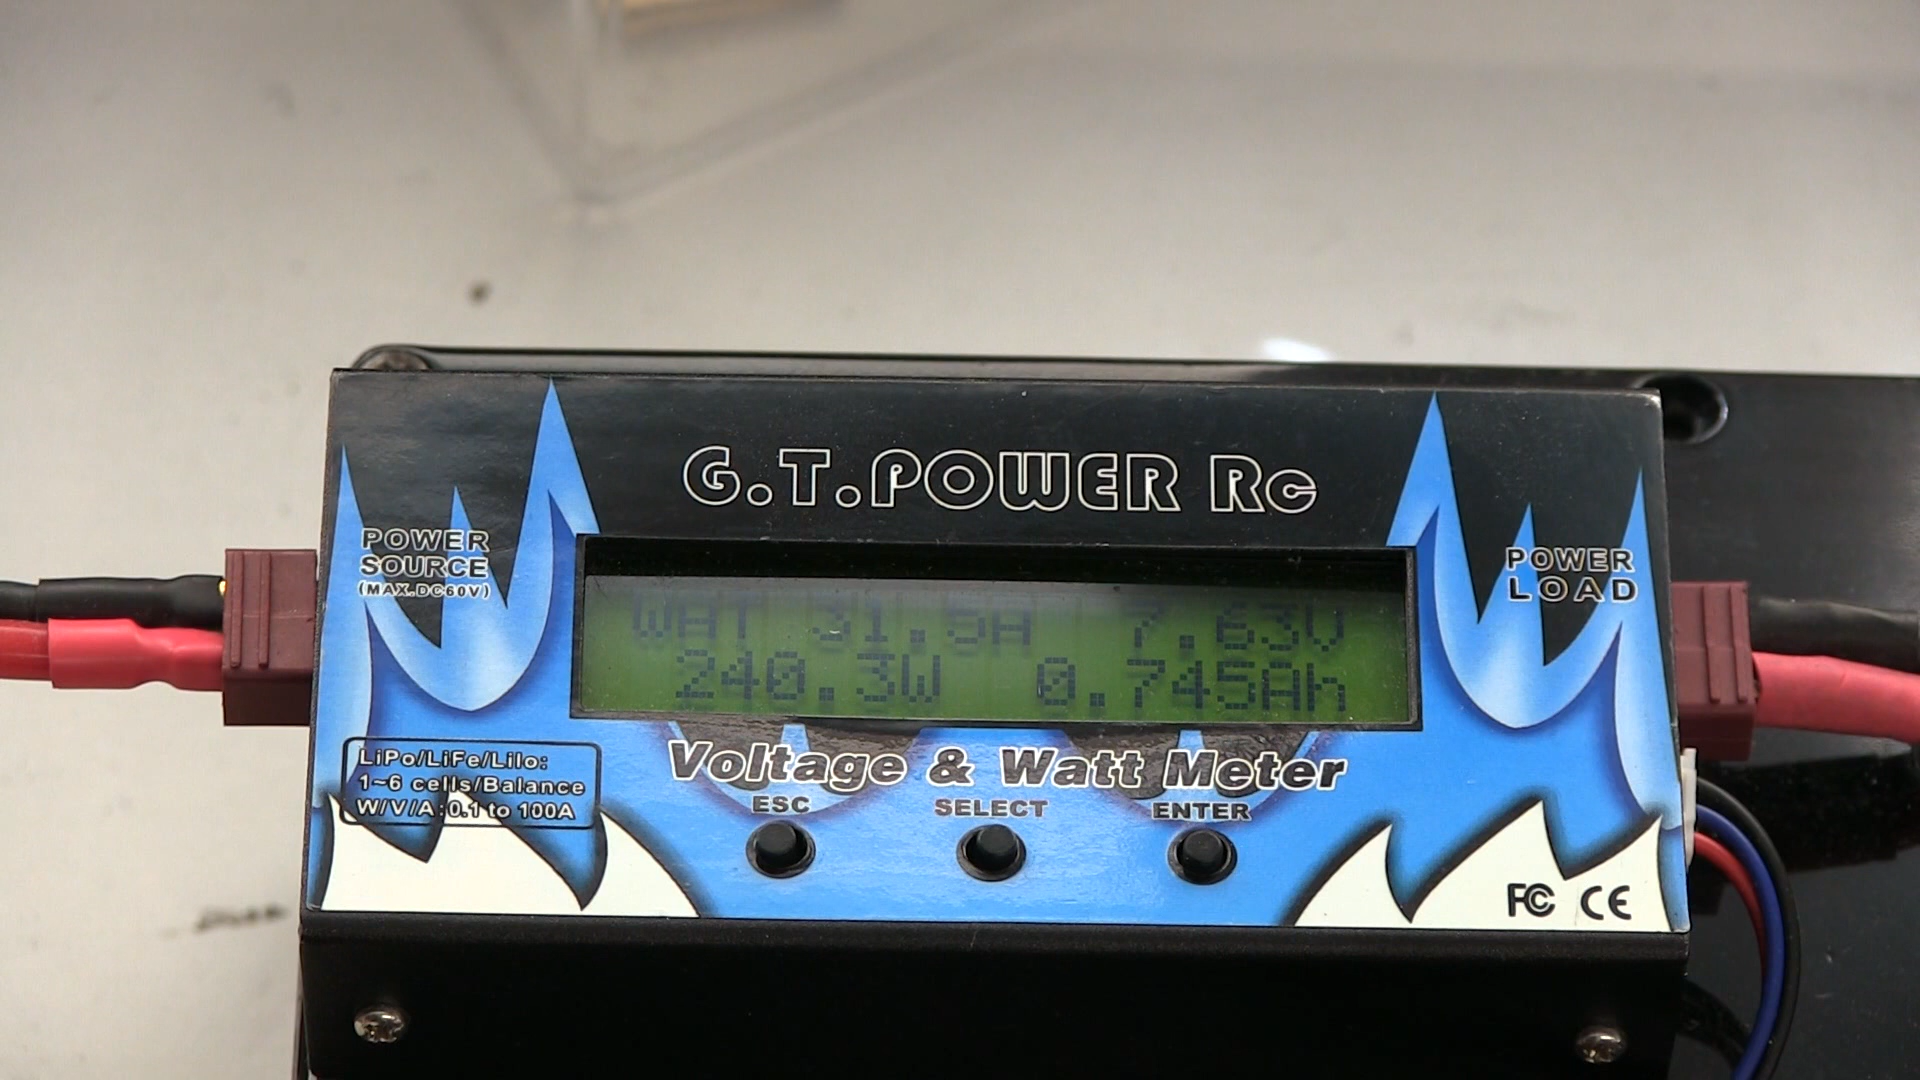 G.T.POWER RC
POWER
SOURCE
(MAX.DC60V)
POWER
LOAD
WAT 31.5A 7.63V
240.3W 0.745Ah
Voltage & Watt Meter
LiPo/LiFe/LiIo:
1~6 cells/Balance
W/V/A:0.1 to 100A
ESC
SELECT
ENTER
FC CE